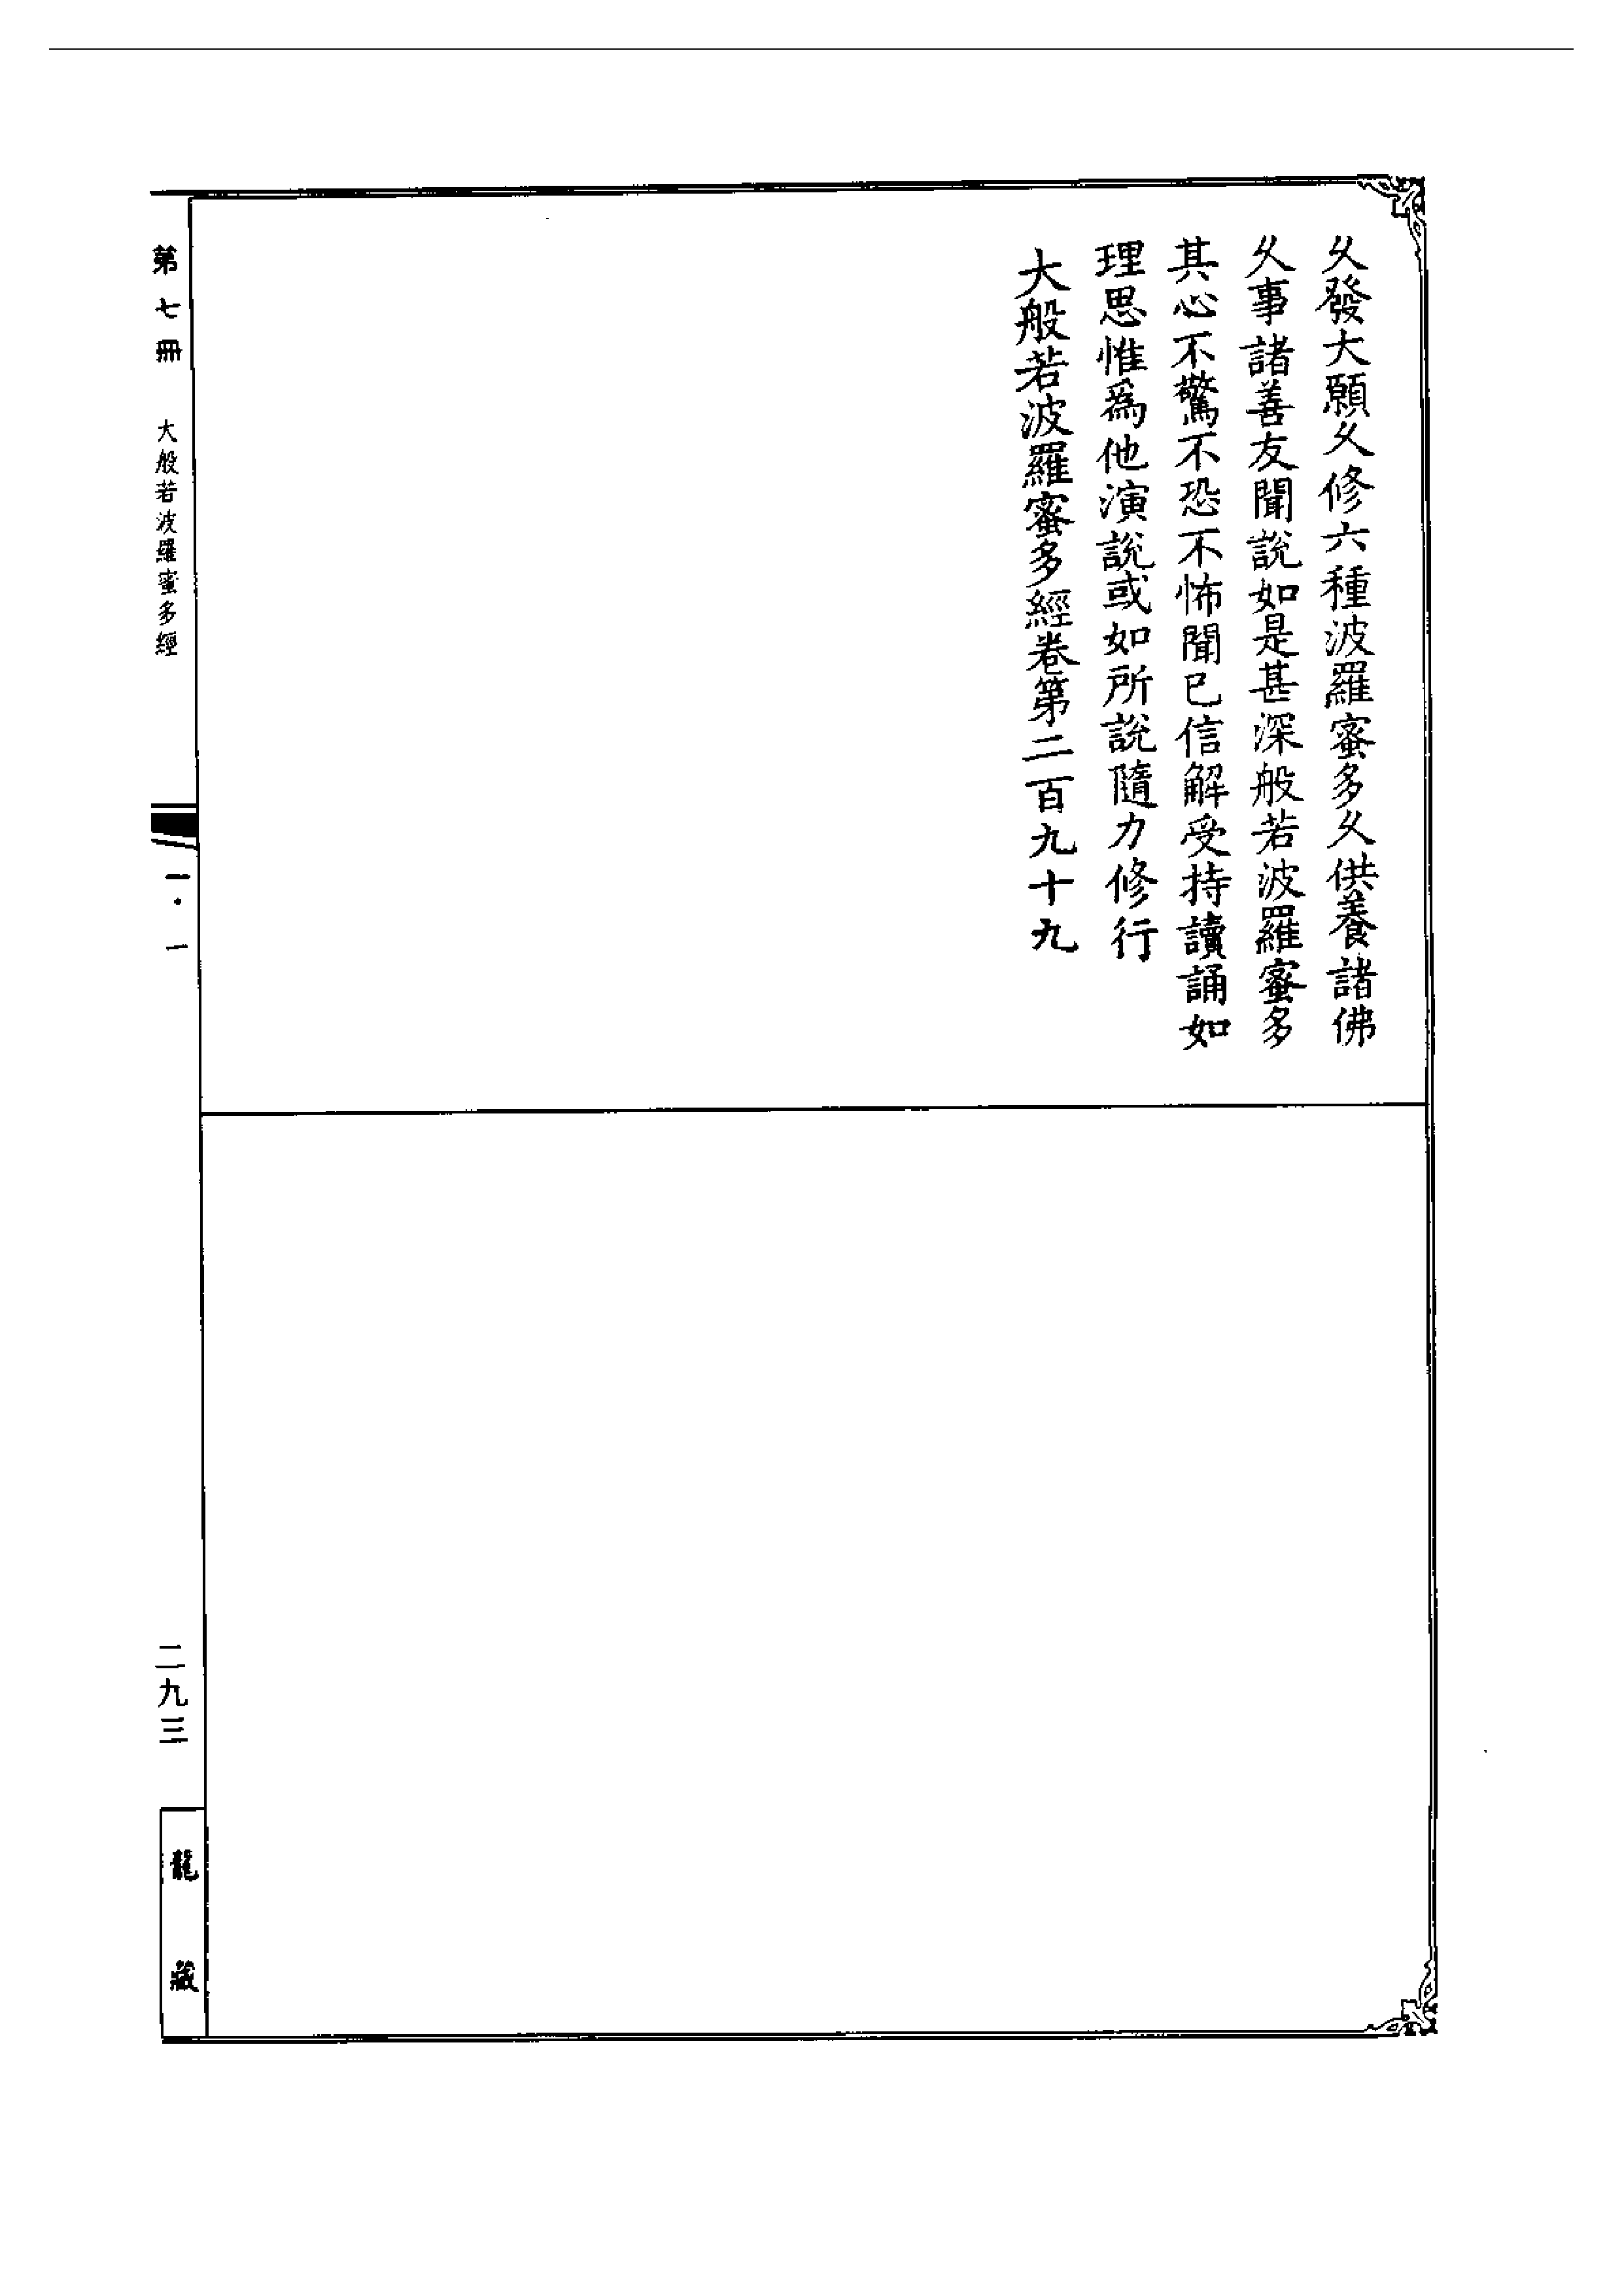 久發大願久修六種波羅蜜多久供養諸佛
久事諸善友聞說如是甚深般若波羅蜜多
其心不驚不恐不怖聞已信解受持讀誦如
理思惟為他演說或如所說隨力修行
大般若波羅蜜多經卷第二百九十九
第七冊 大般若波羅蜜多經 一·一 二九三
龍藏